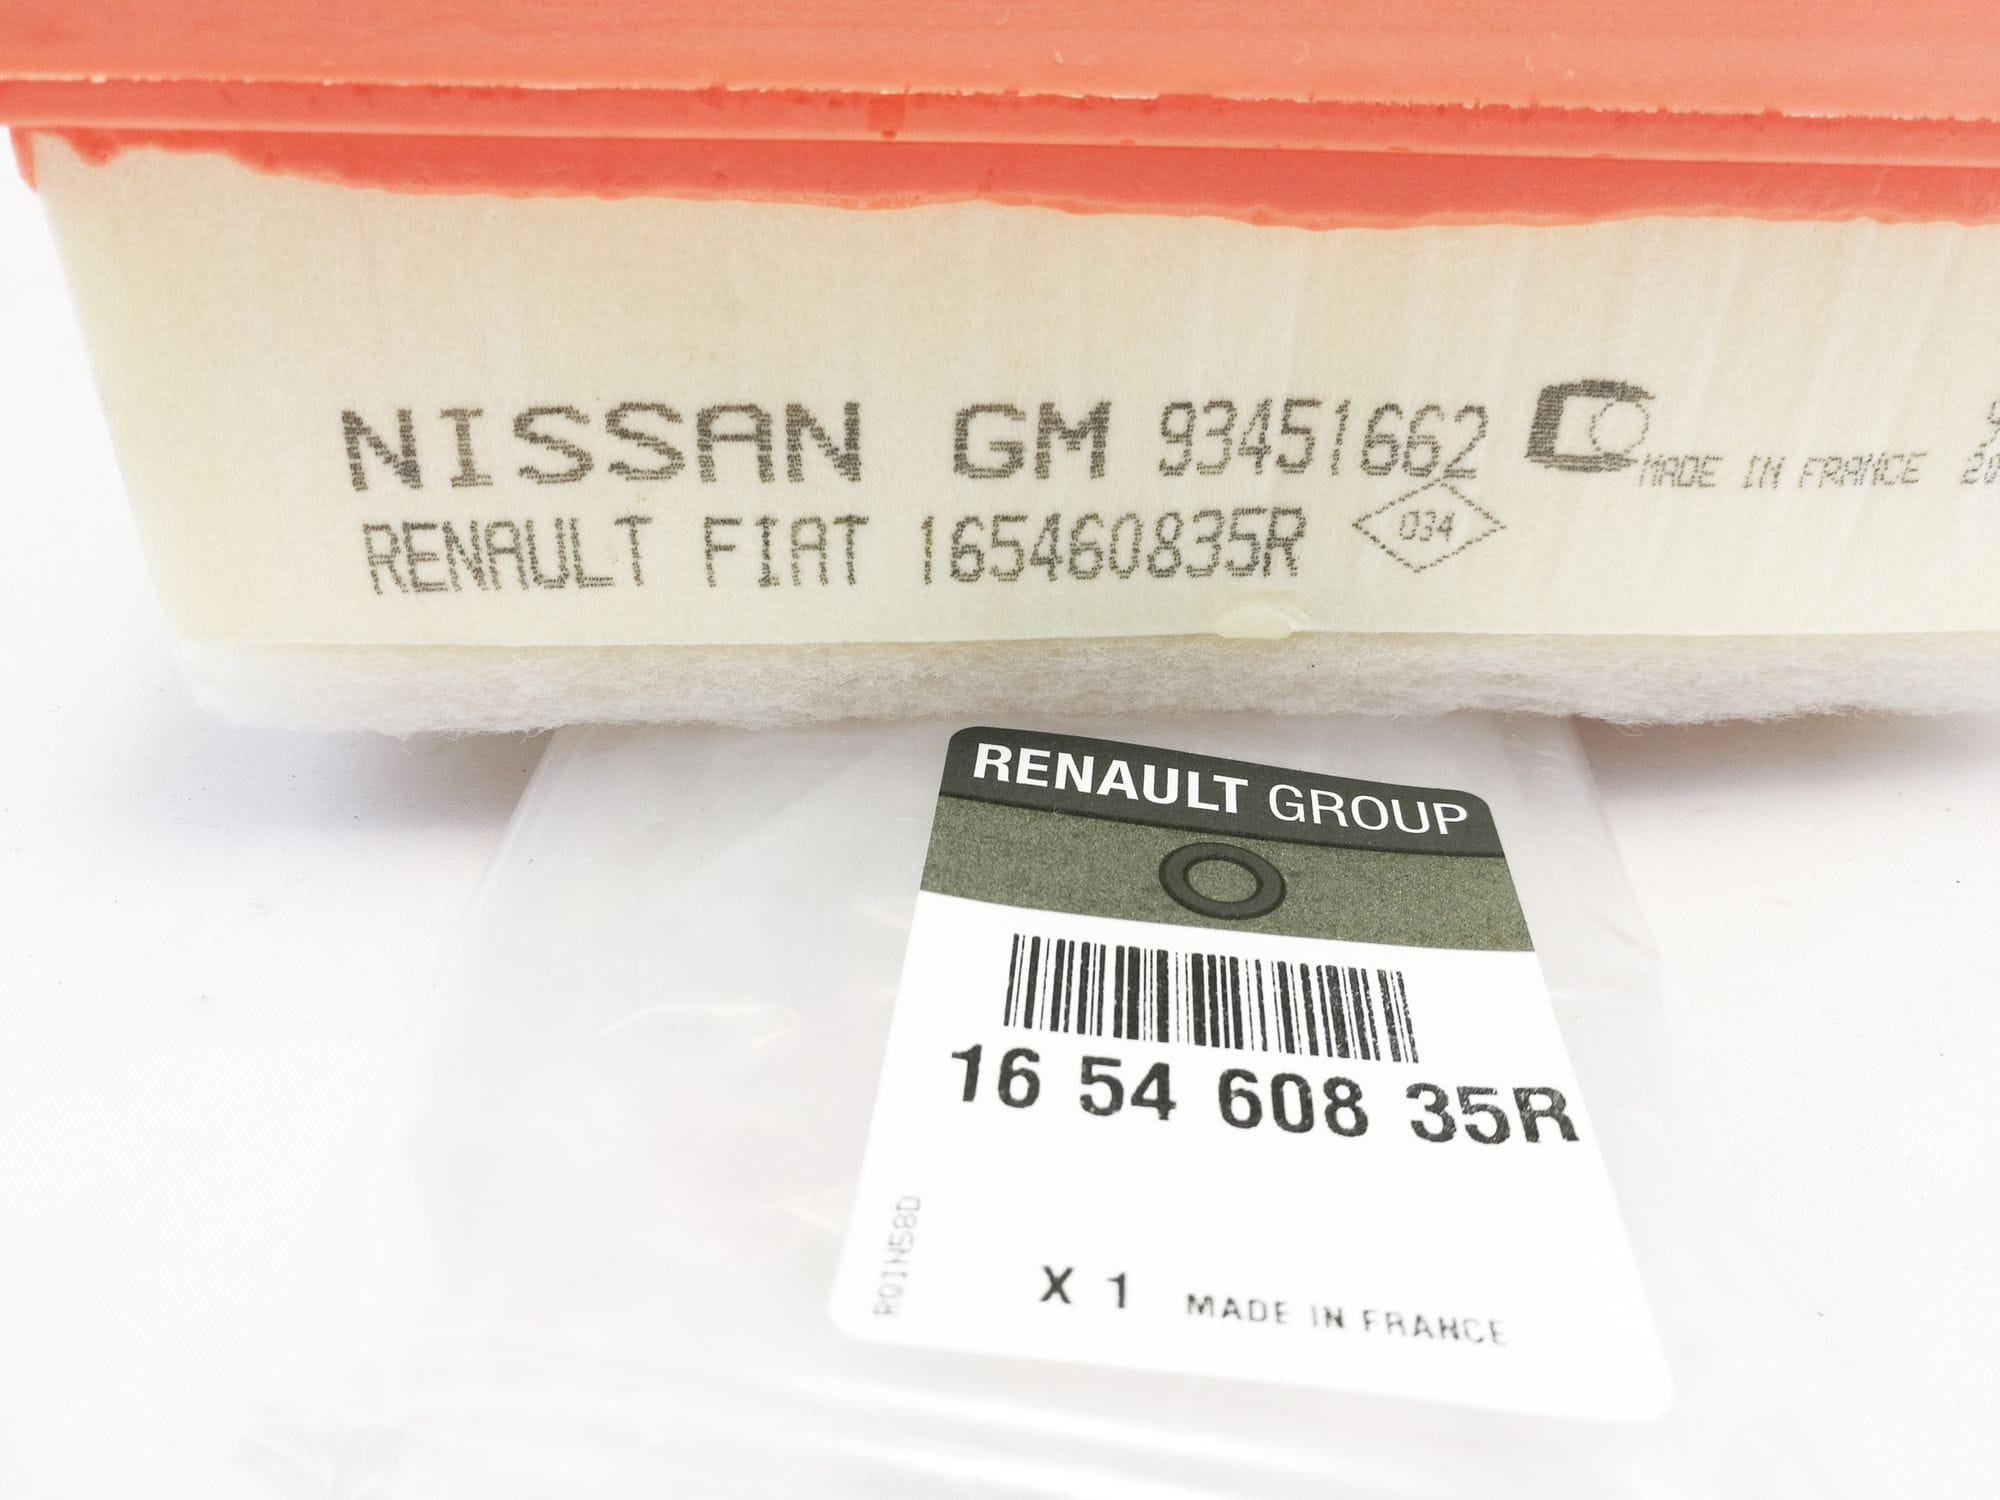 NISSAN GM 93451662
MADE IN FRANCE
RENAULT FIAT 165460835R
034
RENAULT GROUP
16 54 608 35R
RQ1N58D
X 1 MADE IN FRANCE